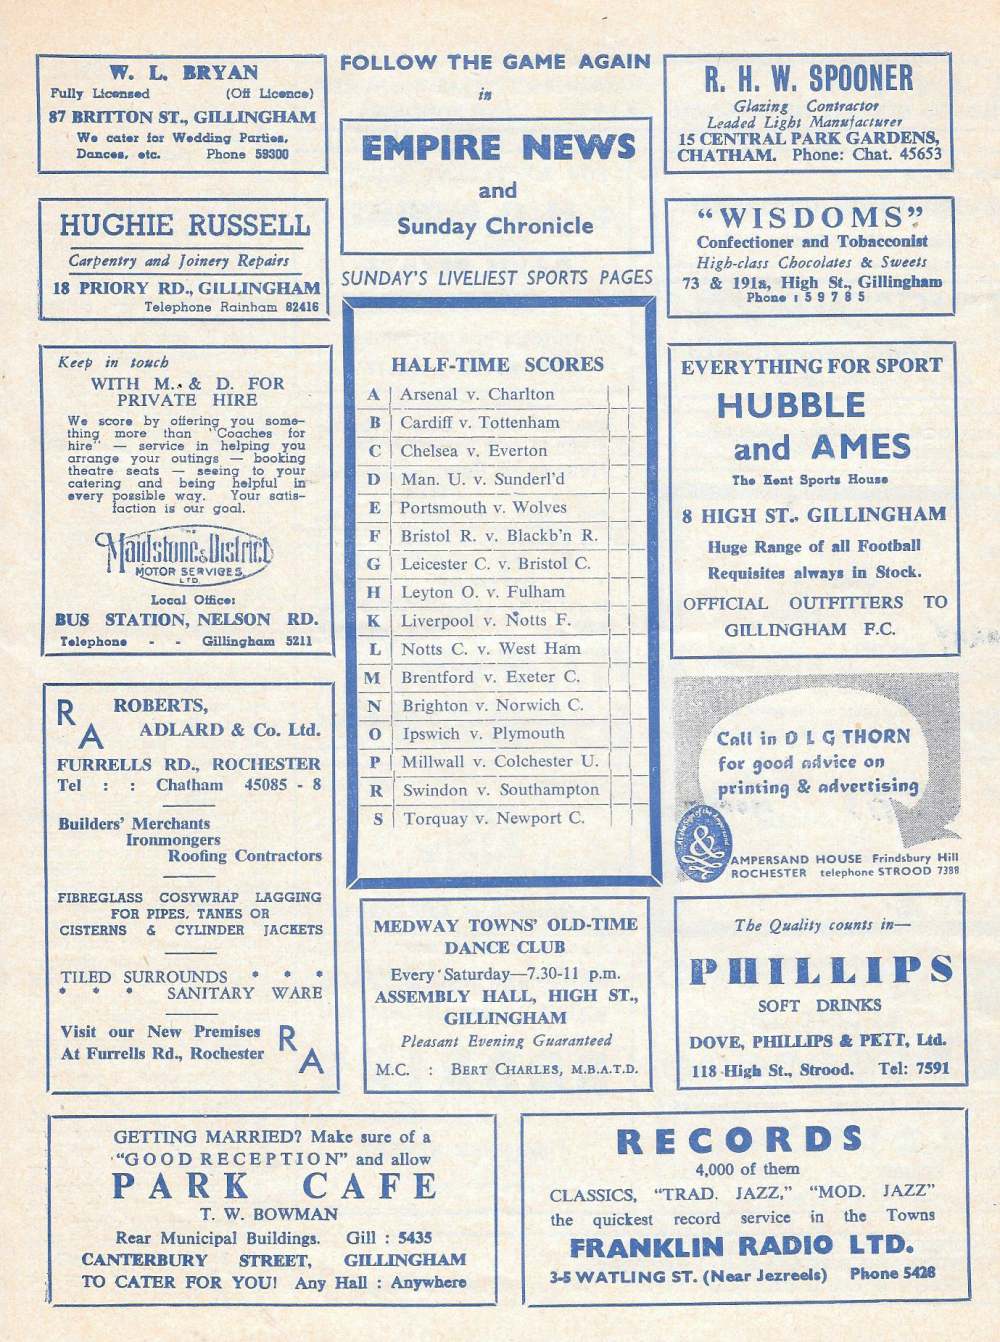 W. L. BRYAN
Fully Licensed (Off Licence)
87 BRITTON ST., GILLINGHAM
We cater for Wedding Parties,
Dances, etc. Phone 59300
HUGHIE RUSSELL
Carpentry and Joinery Repairs
18 PRIORY RD., GILLINGHAM
Telephone Rainham 82416
Keep in touch
WITH M. & D. FOR
PRIVATE HIRE
We score by offering you some-
thing more than "Coaches for
hire" — service in helping you
arrange your outings — booking
theatre seats — seeing to your
catering and being helpful in
every possible way. Your satis-
faction is our goal.
THE
Maidstone & District
MOTOR SERVICES
LTD.
Local Office:
BUS STATION, NELSON RD.
Telephone - - Gillingham 5211
R A
ROBERTS,
ADLARD & Co. Ltd.
FURRELLS RD., ROCHESTER
Tel : : Chatham 45085 - 8
Builders' Merchants
Ironmongers
Roofing Contractors
FIBREGLASS COSYWRAP LAGGING
FOR PIPES, TANKS OR
CISTERNS & CYLINDER JACKETS
TILED SURROUNDS * * *
* * * SANITARY WARE
Visit our New Premises
At Furrells Rd., Rochester
R A
FOLLOW THE GAME AGAIN
in
EMPIRE NEWS
and
Sunday Chronicle
SUNDAY'S LIVELIEST SPORTS PAGES
HALF-TIME SCORES
A Arsenal v. Charlton
B Cardiff v. Tottenham
C Chelsea v. Everton
D Man. U. v. Sunderl'd
E Portsmouth v. Wolves
F Bristol R. v. Blackb'n R.
G Leicester C. v. Bristol C.
H Leyton O. v. Fulham
K Liverpool v. Notts F.
L Notts C. v. West Ham
M Brentford v. Exeter C.
N Brighton v. Norwich C.
O Ipswich v. Plymouth
P Millwall v. Colchester U.
R Swindon v. Southampton
S Torquay v. Newport C.
MEDWAY TOWNS' OLD-TIME
DANCE CLUB
Every Saturday—7.30-11 p.m.
ASSEMBLY HALL, HIGH ST.,
GILLINGHAM
Pleasant Evening Guaranteed
M.C. : BERT CHARLES, M.B.A.T.D.
R. H. W. SPOONER
Glazing Contractor
Leaded Light Manufacturer
15 CENTRAL PARK GARDENS,
CHATHAM. Phone: Chat. 45653
"WISDOMS"
Confectioner and Tobacconist
High-class Chocolates & Sweets
73 & 191a, High St., Gillingham
Phone : 59785
EVERYTHING FOR SPORT
HUBBLE
and AMES
The Kent Sports House
8 HIGH ST., GILLINGHAM
Huge Range of all Football
Requisites always in Stock.
OFFICIAL OUTFITTERS TO
GILLINGHAM F.C.
Call in D L G THORN
for good advice on
printing & advertising
At the sign of the Ampersand
&
AMPERSAND HOUSE Frindsbury Hill
ROCHESTER telephone STROOD 7388
The Quality counts in—
PHILLIPS
SOFT DRINKS
DOVE, PHILLIPS & PETT, Ltd.
118 High St., Strood. Tel: 7591
GETTING MARRIED? Make sure of a
"GOOD RECEPTION" and allow
PARK CAFE
T. W. BOWMAN
Rear Municipal Buildings. Gill : 5435
CANTERBURY STREET, GILLINGHAM
TO CATER FOR YOU! Any Hall : Anywhere
RECORDS
4,000 of them
CLASSICS, "TRAD. JAZZ," "MOD. JAZZ"
the quickest record service in the Towns
FRANKLIN RADIO LTD.
3-5 WATLING ST. (Near Jezreels) Phone 5428